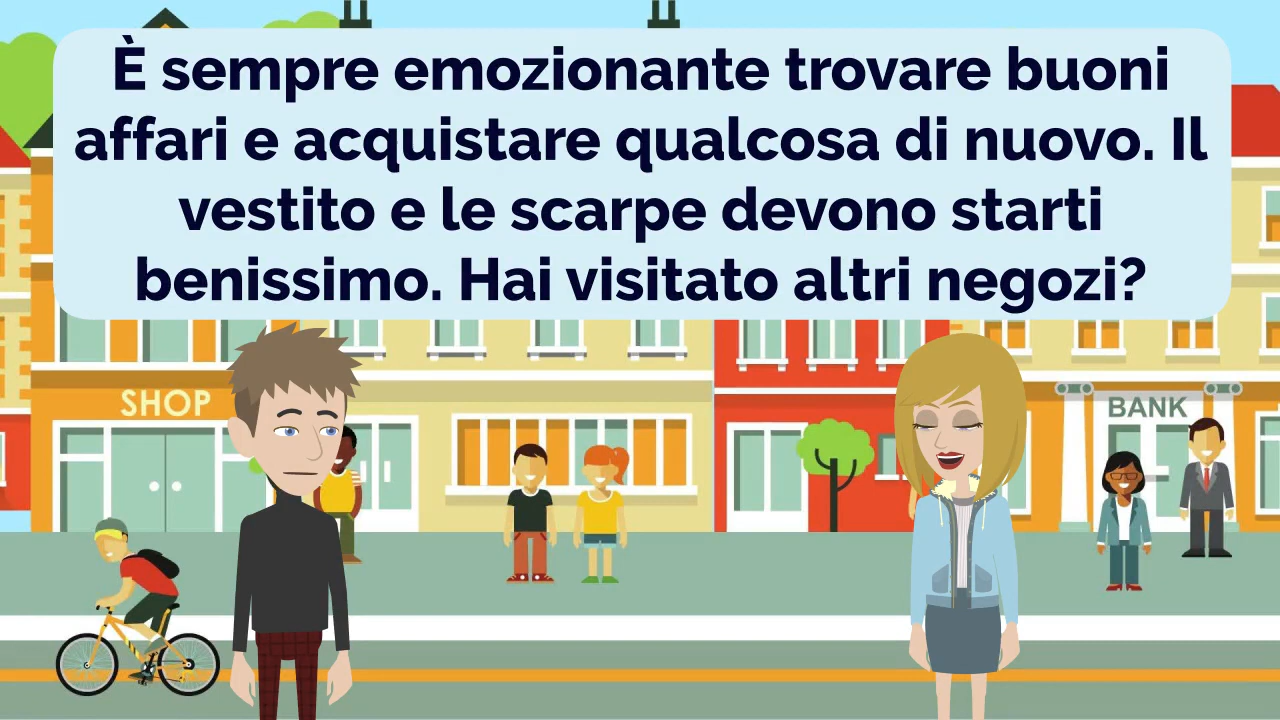 È sempre emozionante trovare buoni
affari e acquistare qualcosa di nuovo. Il
vestito e le scarpe devono starti
benissimo. Hai visitato altri negozi?
SHOP
BANK